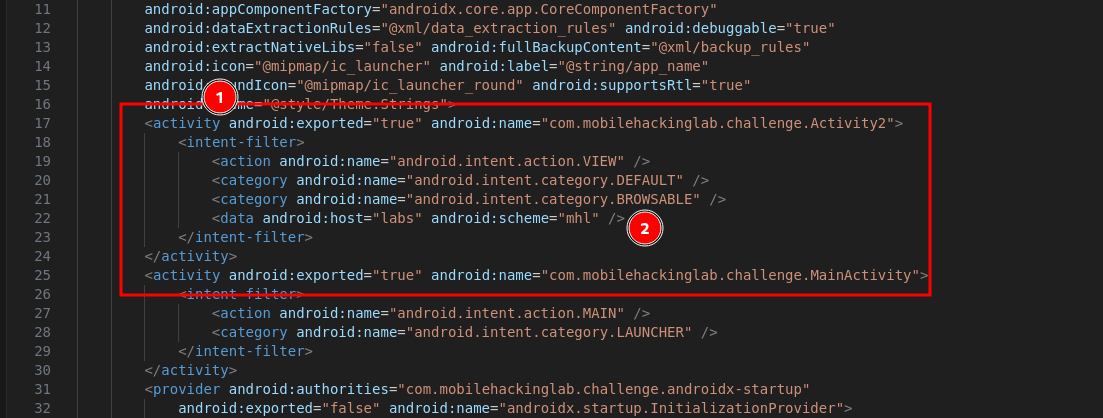 11 android:appComponentFactory="androidx.core.app.CoreComponentFactory"
12 android:dataExtractionRules="@xml/data_extraction_rules" android:debuggable="true"
13 android:extractNativeLibs="false" android:fullBackupContent="@xml/backup_rules"
14 android:icon="@mipmap/ic_launcher" android:label="@string/app_name"
15 android: undIcon="@mipmap/ic_launcher_round" android:supportsRtl="true"
1
16 android: me="@style/Theme.Strings">
17 <activity android:exported="true" android:name="com.mobilehackinglab.challenge.Activity2">
18 <intent-filter>
19 <action android:name="android.intent.action.VIEW" />
20 <category android:name="android.intent.category.DEFAULT" />
21 <category android:name="android.intent.category.BROWSABLE" />
22 <data android:host="labs" android:scheme="mhl" />
2
23 </intent-filter>
24 </activity>
25 <activity android:exported="true" android:name="com.mobilehackinglab.challenge.MainActivity">
26 <intent-filter>
27 <action android:name="android.intent.action.MAIN" />
28 <category android:name="android.intent.category.LAUNCHER" />
29 </intent-filter>
30 </activity>
31 <provider android:authorities="com.mobilehackinglab.challenge.androidx-startup"
32 android:exported="false" android:name="androidx.startup.InitializationProvider">